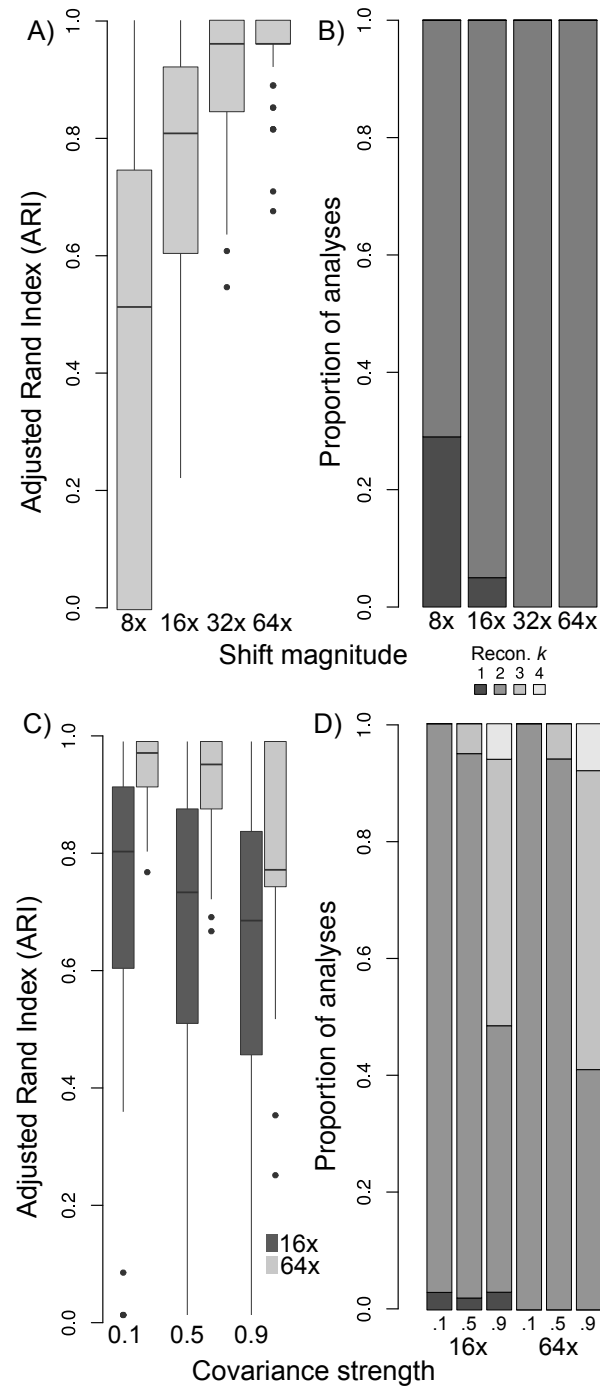 A)
Adjusted Rand Index (ARI)
0.0 0.2 0.4 0.6 0.8 1.0
8x 16x 32x 64x
B)
Proportion of analyses
0.0 0.2 0.4 0.6 0.8 1.0
8x 16x 32x 64x
Shift magnitude
Recon. k
1 2 3 4
C)
Adjusted Rand Index (ARI)
0.0 0.2 0.4 0.6 0.8 1.0
16x
64x
0.1 0.5 0.9
D)
Proportion of analyses
0.0 0.2 0.4 0.6 0.8 1.0
.1 .5 .9 .1 .5 .9
16x 64x
Covariance strength